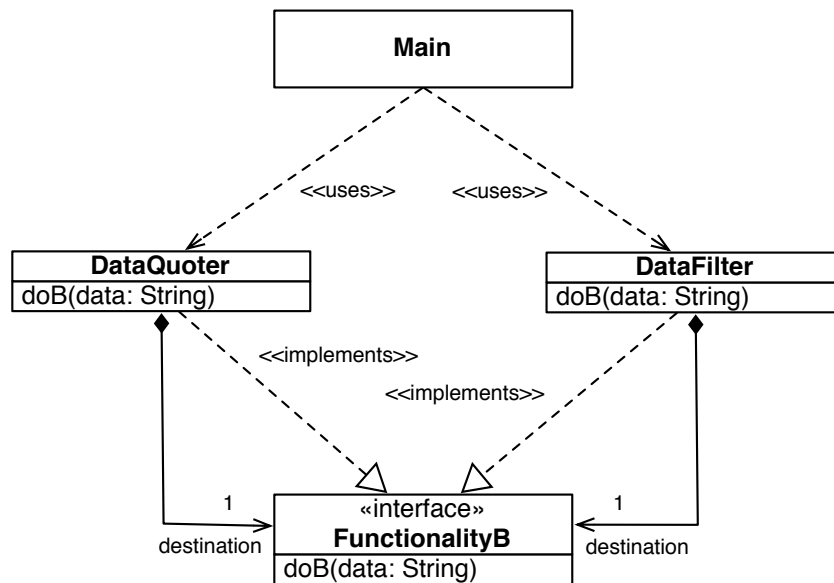 Main
<<uses>>
<<uses>>
DataQuoter
doB(data: String)
DataFilter
doB(data: String)
<<implements>>
<<implements>>
1
destination
«interface»
FunctionalityB
doB(data: String)
1
destination